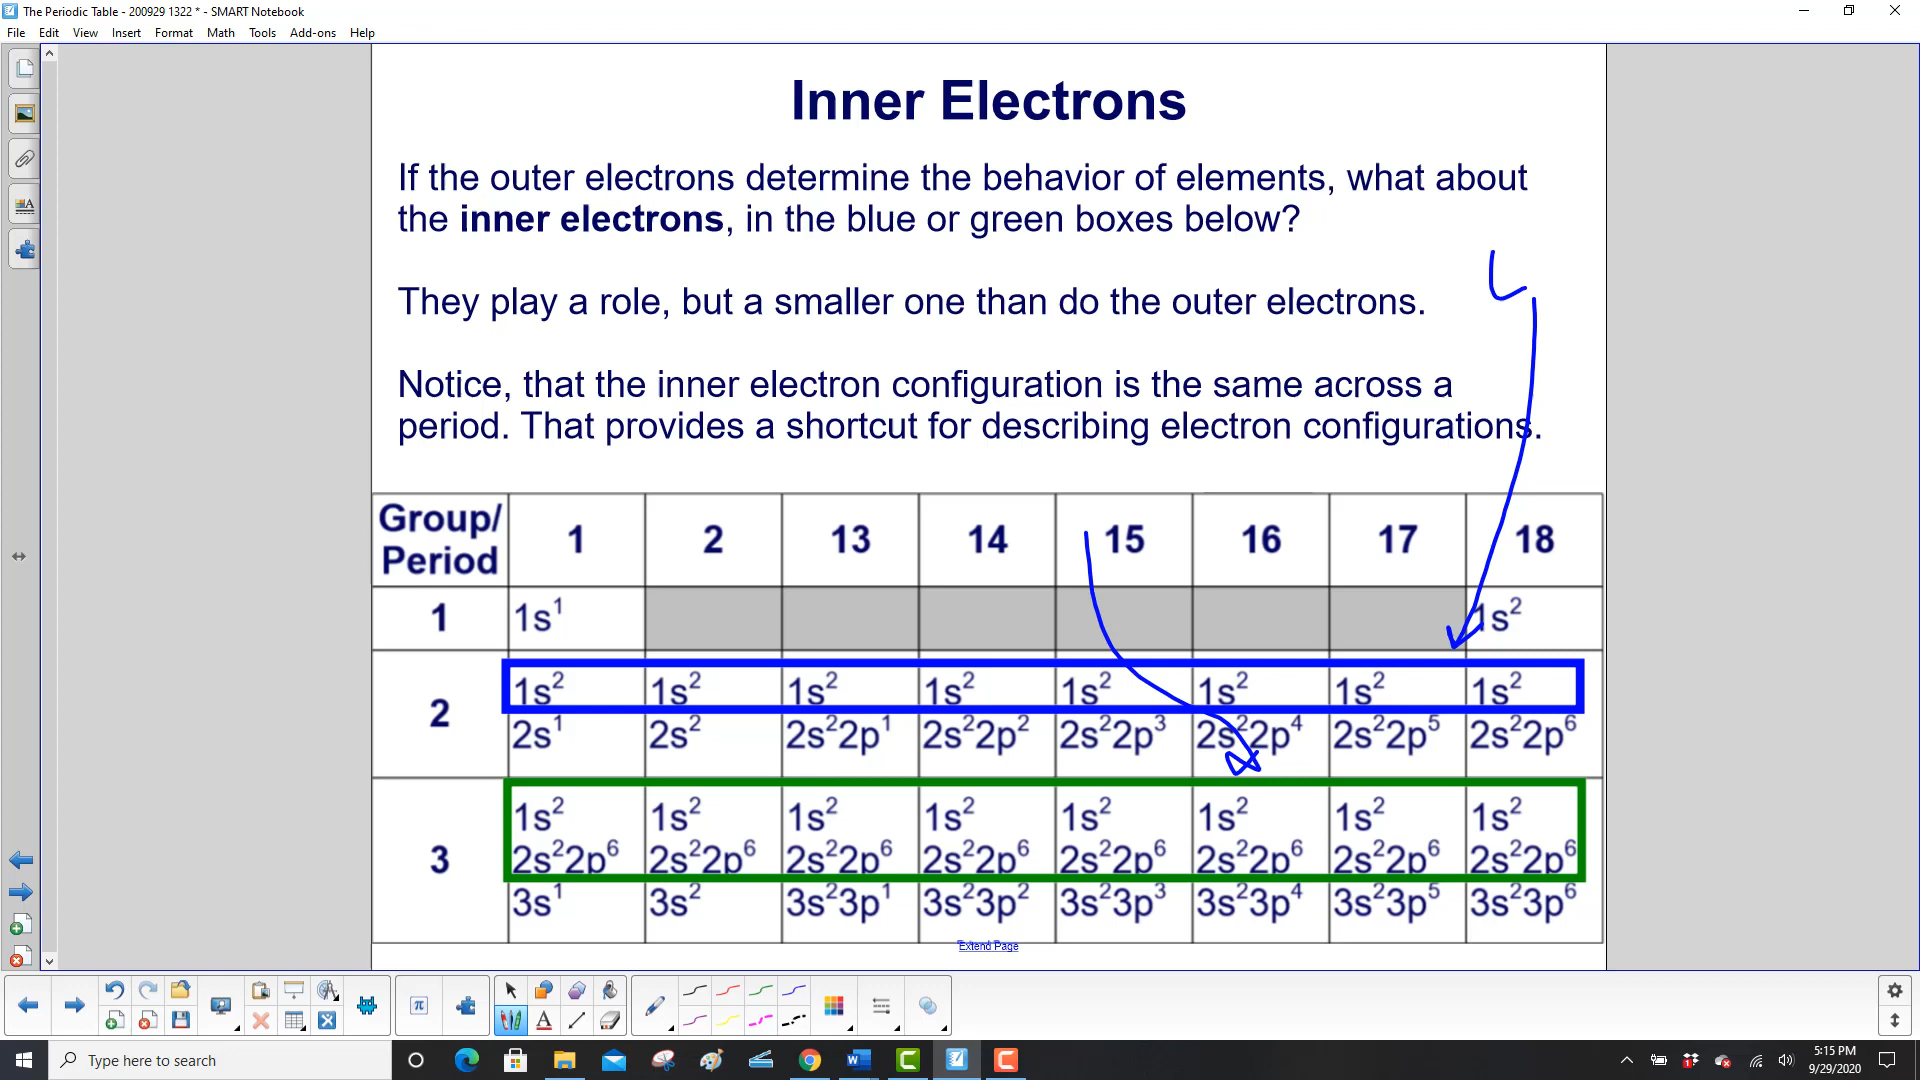 The Periodic Table - 200929 1322 * - SMART Notebook
File Edit View Insert Format Math Tools Add-ons Help
Inner Electrons
If the outer electrons determine the behavior of elements, what about
the inner electrons, in the blue or green boxes below?
They play a role, but a smaller one than do the outer electrons.
Notice, that the inner electron configuration is the same across a
period. That provides a shortcut for describing electron configurations.
Group/ Period 1 2 13 14 15 16 17 18
1 1s¹ 1s²
1s² 1s² 1s² 1s² 1s² 1s² 1s² 1s²
2
2s¹ 2s² 2s²2p¹ 2s²2p² 2s²2p³ 2s²2p⁴ 2s²2p⁵ 2s²2p⁶
1s² 1s² 1s² 1s² 1s² 1s² 1s² 1s²
3 2s²2p⁶ 2s²2p⁶ 2s²2p⁶ 2s²2p⁶ 2s²2p⁶ 2s²2p⁶ 2s²2p⁶ 2s²2p⁶
3s¹ 3s² 3s²3p¹ 3s²3p² 3s²3p³ 3s²3p⁴ 3s²3p⁵ 3s²3p⁶
Extend Page
π
A
Type here to search
5:15 PM
9/29/2020